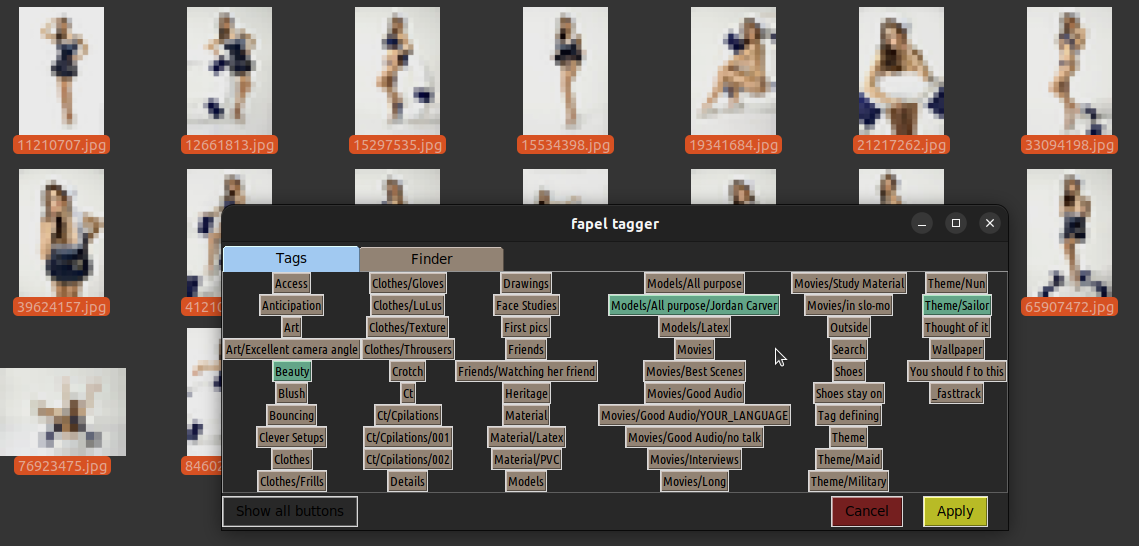 11210707.jpg 12661813.jpg 15297535.jpg 15534398.jpg 19341684.jpg 21217262.jpg 33094198.jpg
fapel tagger
Tags Finder
Access Clothes/Gloves Drawings Models/All purpose Movies/Study Material Theme/Nun
39624157.jpg 41210 Anticipation Clothes/LuLus Face Studies Models/All purpose/Jordan Carver Movies/in slo-mo Theme/Sailor 65907472.jpg
Art Clothes/Texture First pics Models/Latex Outside Thought of it
Art/Excellent camera angle Clothes/Throusers Friends Movies Search Wallpaper
Beauty Crotch Friends/Watching her friend Movies/Best Scenes Shoes You should f to this
Blush Ct Heritage Movies/Good Audio Shoes stay on _fasttrack
Bouncing Ct/Cpilations Material Movies/Good Audio/YOUR_LANGUAGE Tag defining
Clever Setups Ct/Cpilations/001 Material/Latex Movies/Good Audio/no talk Theme
76923475.jpg 84602 Clothes Ct/Cpilations/002 Material/PVC Movies/Interviews Theme/Maid
Clothes/Frills Details Models Movies/Long Theme/Military
Show all buttons Cancel Apply